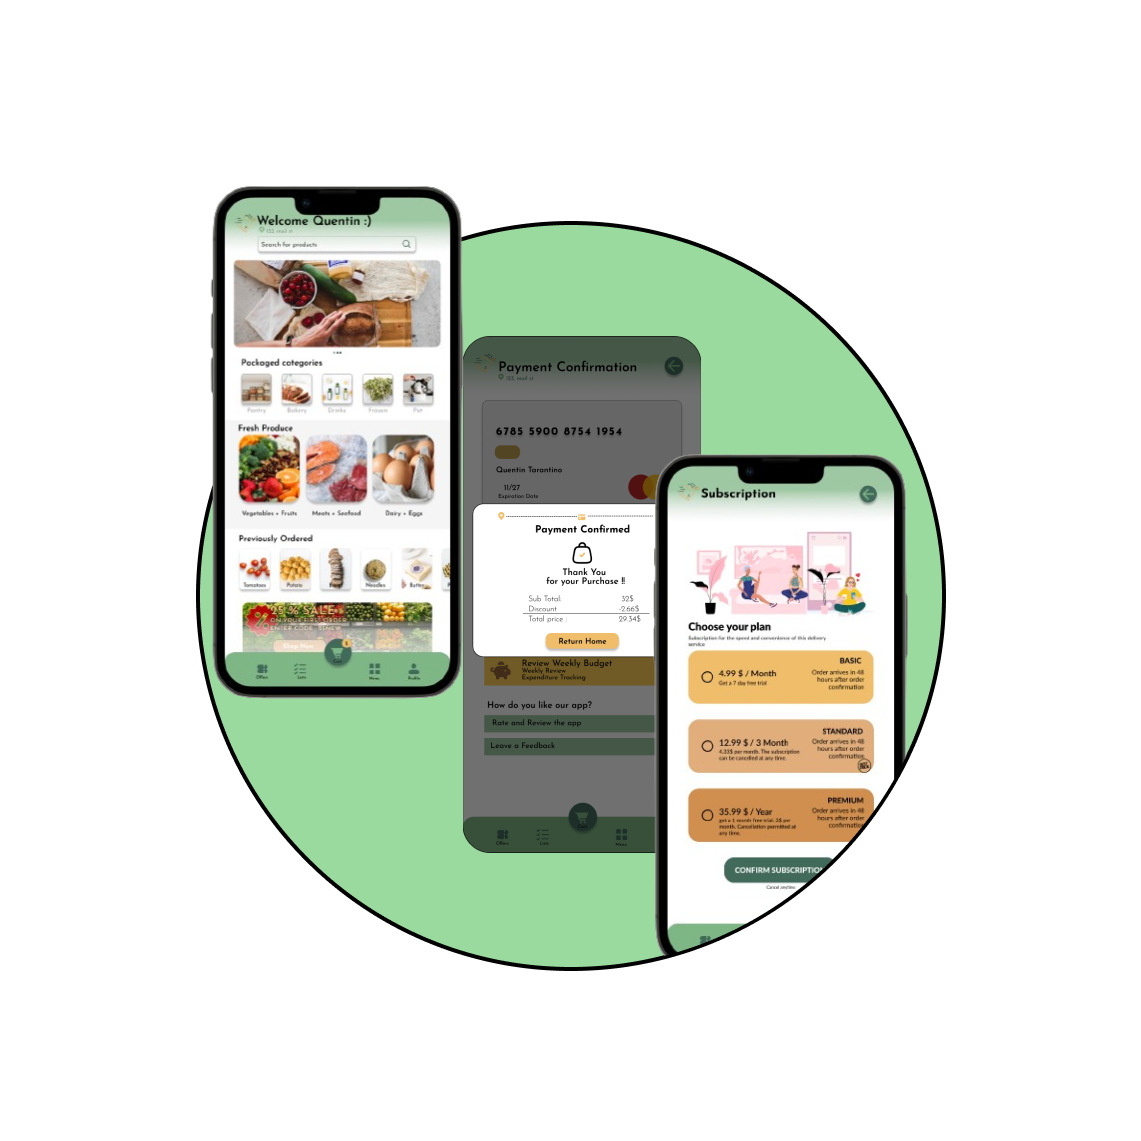 Welcome Quentin :)
123, mail st
Search for products
Packaged categories
Pantry
Bakery
Drinks
Frozen
Pet
Fresh Produce
Vegetables + Fruits
Meats + Seafood
Dairy + Eggs
Previously Ordered
Tomatoes
Potato
Noodles
Butter
25 % SALE
ON YOUR FIRST ORDER
ENTER CODE
Shop Now
1
Cart
Offers
Lists
Menu
Profile
Payment Confirmation
123, mail st
6785 5900 8754 1954
Quentin Tarantino
11/27
Expiration Date
Payment Confirmed
Thank You
for your Purchase !!
Sub Total: 32$
Discount -2.66$
Total price : 29.34$
Return Home
Review Weekly Budget
Weekly Review
Expenditure Tracking
How do you like our app?
Rate and Review the app
Leave a Feedback
Offers
Lists
Menu
Subscription
Choose your plan
Subscription for the speed and convenience of this delivery
service
BASIC
4.99 $ / Month
Get a 7 day free trial
Order arrives in 24
hours after order
confirmation
STANDARD
12.99 $ / 3 Month
4.33$ per month. The subscription
can be cancelled at any time.
Order arrives in 48
hours after order
confirmation
PREMIUM
35.99 $ / Year
get a 1 month free trial. 3$ per
month. Cancellation permitted at
any time.
Order arrives in 48
hours after order
confirmation
CONFIRM SUBSCRIPTION
Cancel anytime